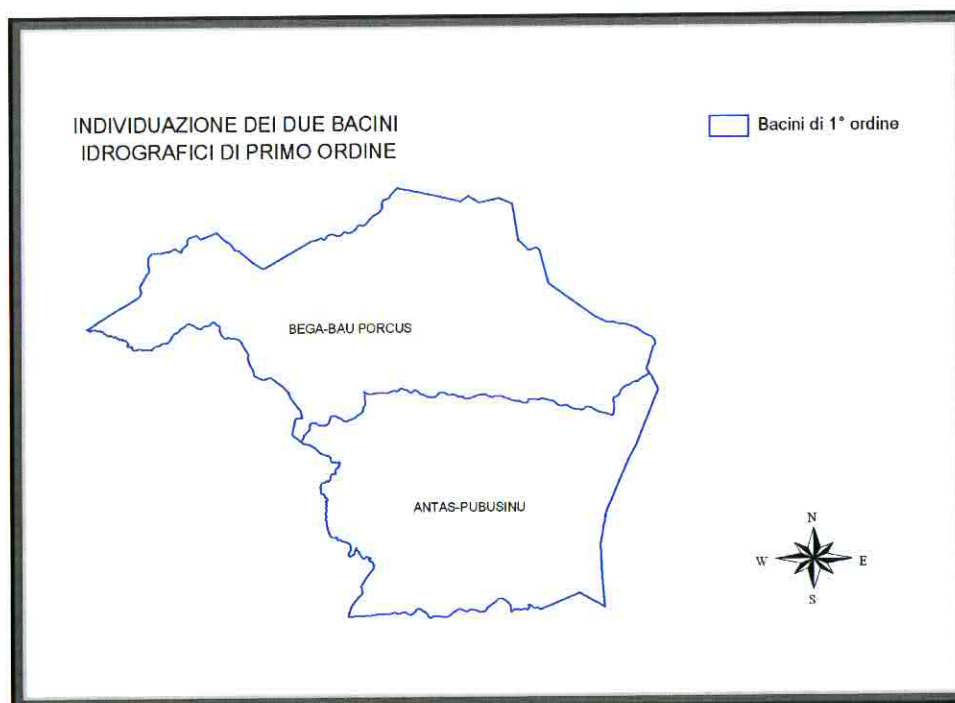 INDIVIDUAZIONE DEI DUE BACINI
IDROGRAFICI DI PRIMO ORDINE
Bacini di 1° ordine
BEGA-BAU PORCUS
ANTAS-PUBUSINU
N
W E
S